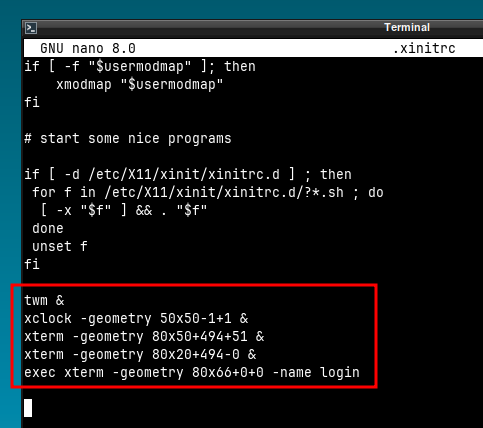 Terminal
GNU nano 8.0 .xinitrc
if [ -f "$usermodmap" ]; then
    xmodmap "$usermodmap"
fi
# start some nice programs
if [ -d /etc/X11/xinit/xinitrc.d ] ; then
 for f in /etc/X11/xinit/xinitrc.d/?*.sh ; do
  [ -x "$f" ] && . "$f"
 done
 unset f
fi
twm &
xclock -geometry 50x50-1+1 &
xterm -geometry 80x50+494+51 &
xterm -geometry 80x20+494-0 &
exec xterm -geometry 80x66+0+0 -name login